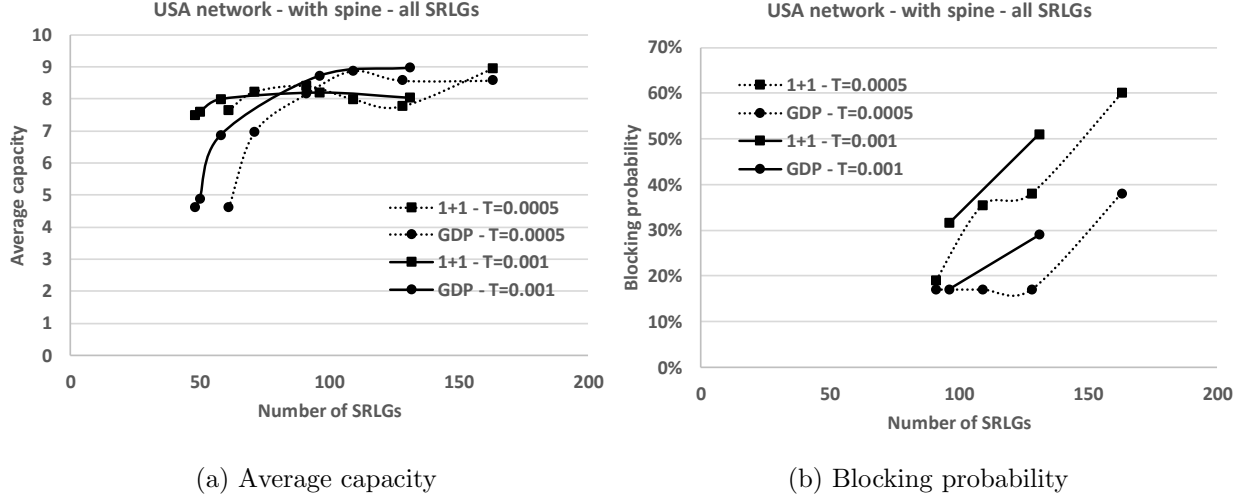 USA network - with spine - all SRLGs
10
9
8
7
6
5
4
3
2
1
0
Average capacity
1+1 - T=0.0005
GDP - T=0.0005
1+1 - T=0.001
GDP - T=0.001
0 50 100 150 200
Number of SRLGs
(a) Average capacity
USA network - with spine - all SRLGs
70%
60%
50%
40%
30%
20%
10%
0%
Blocking probability
1+1 - T=0.0005
GDP - T=0.0005
1+1 - T=0.001
GDP - T=0.001
0 50 100 150 200
Number of SRLGs
(b) Blocking probability